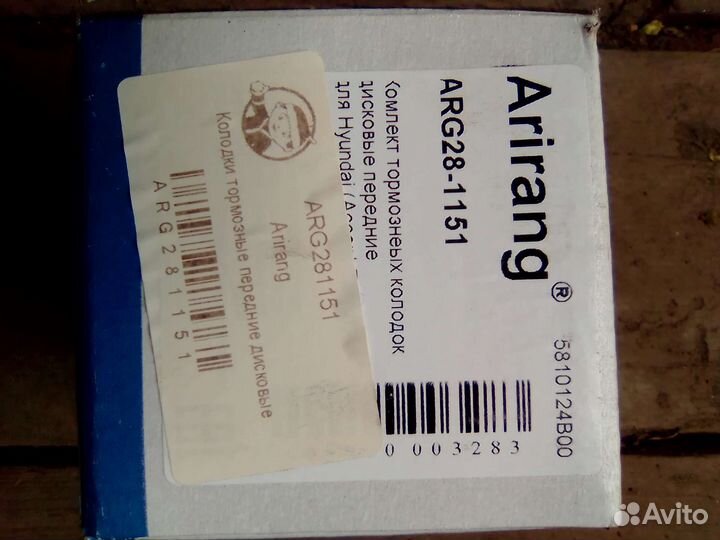 Arirang®
5810124B00
ARG28-1151
Комлект тормозных колодок
дисковые передние
для Hyundai
0 003283
ARG281151
Arirang
Колодки тормозные передние дисковые
ARG281151
Avito